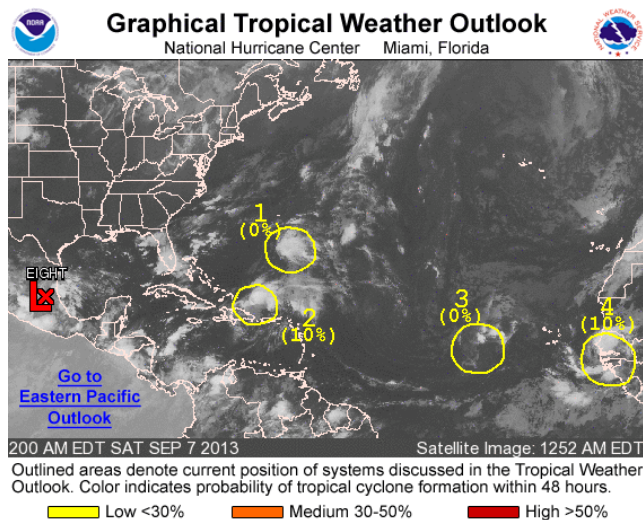 Graphical Tropical Weather Outlook
National Hurricane Center Miami, Florida
NOAA
1
(0%)
EIGHT
L
2
(10%)
3
(0%)
4
(10%)
Go to
Eastern Pacific
Outlook
200 AM EDT SAT SEP 7 2013
Satellite Image: 1252 AM EDT
Outlined areas denote current position of systems discussed in the Tropical Weather
Outlook. Color indicates probability of tropical cyclone formation within 48 hours.
Low <30%
Medium 30-50%
High >50%